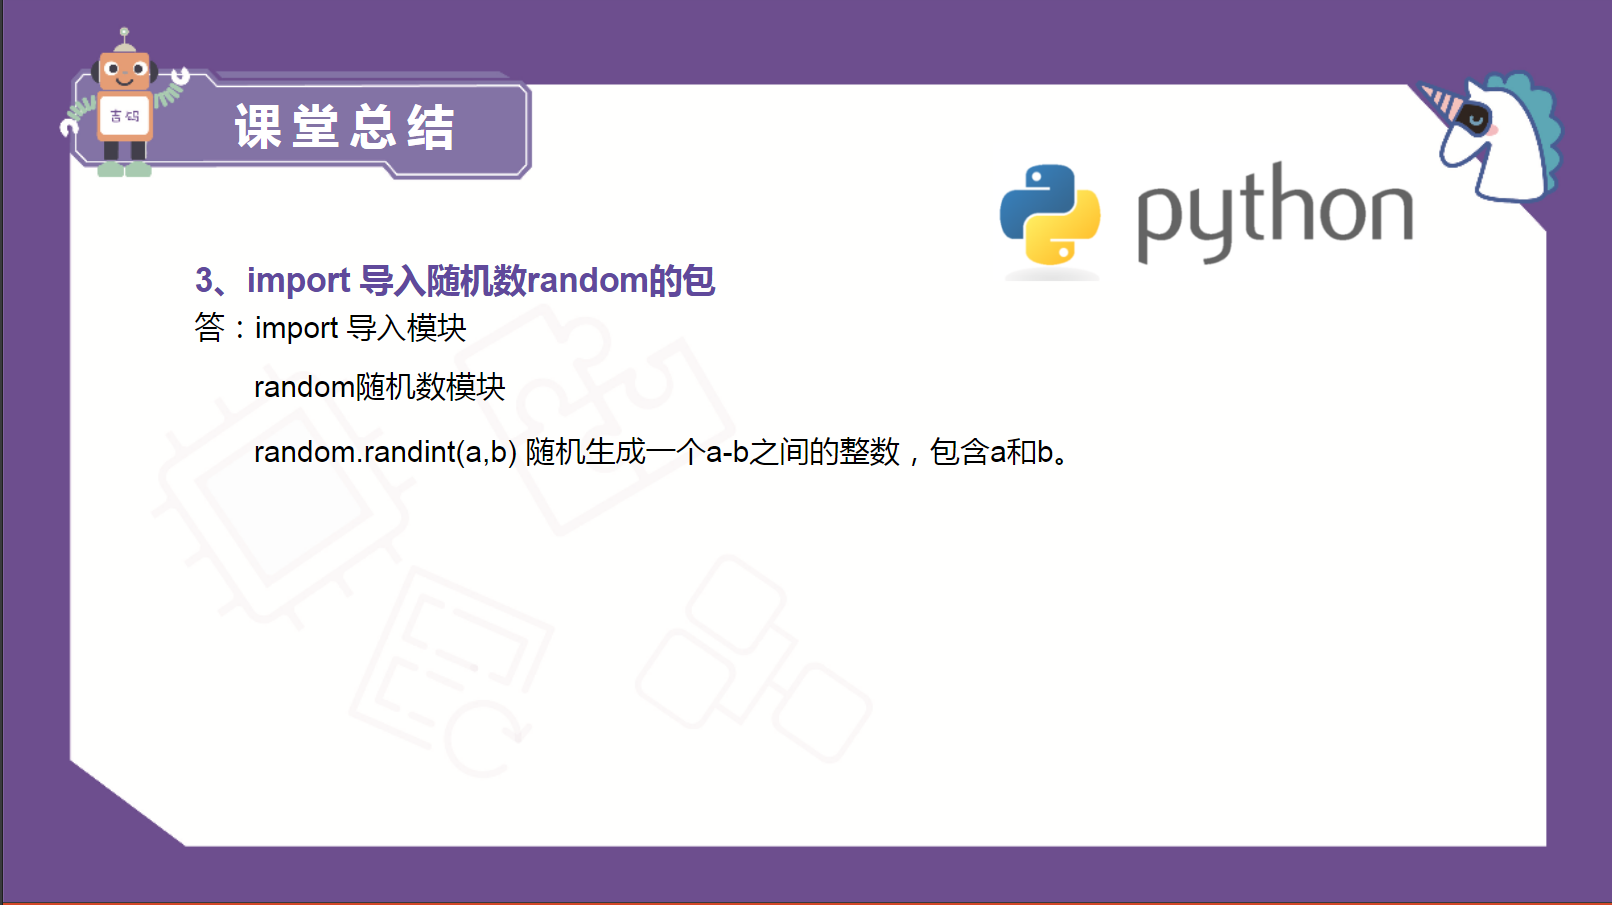 吉码
课堂总结
python
3、import 导入随机数random的包
答：import 导入模块
random随机数模块
random.randint(a,b) 随机生成一个a-b之间的整数，包含a和b。